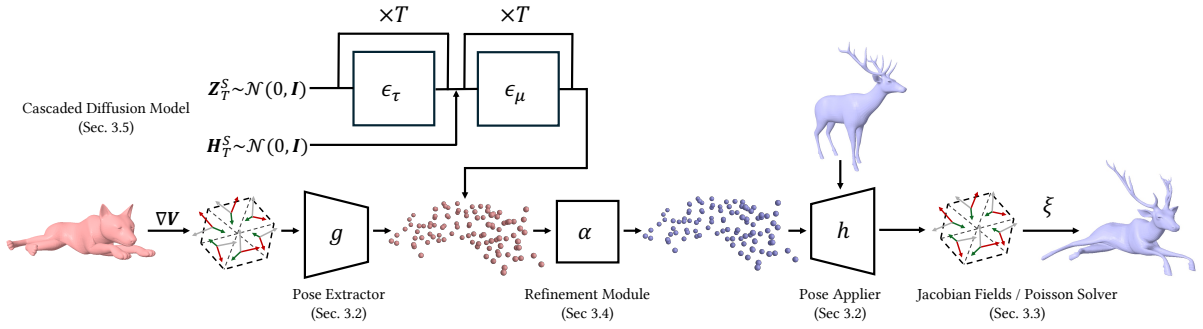 ×T
×T
Z_T^S~𝒩(0, I)
ϵ_τ
ϵ_μ
Cascaded Diffusion Model
(Sec. 3.5)
H_T^S~𝒩(0, I)
∇V
g
α
h
ξ
Pose Extractor
(Sec. 3.2)
Refinement Module
(Sec 3.4)
Pose Applier
(Sec 3.2)
Jacobian Fields / Poisson Solver
(Sec. 3.3)